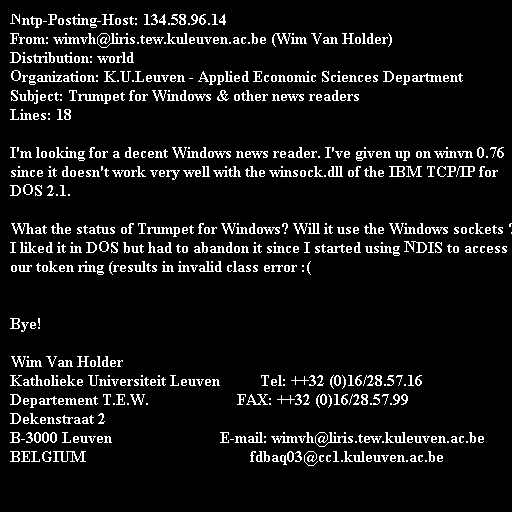 Nntp-Posting-Host: 134.58.96.14
From: wimvh@liris.tew.kuleuven.ac.be (Wim Van Holder)
Distribution: world
Organization: K.U.Leuven - Applied Economic Sciences Department
Subject: Trumpet for Windows & other news readers
Lines: 18

I'm looking for a decent Windows news reader. I've given up on winvn 0.76
since it doesn't work very well with the winsock.dll of the IBM TCP/IP for
DOS 2.1.

What the status of Trumpet for Windows? Will it use the Windows sockets ?
I liked it in DOS but had to abandon it since I started using NDIS to access
our token ring (results in invalid class error :(

Bye!

Wim Van Holder
Katholieke Universiteit Leuven Tel: ++32 (0)16/28.57.16
Departement T.E.W. FAX: ++32 (0)16/28.57.99
Dekenstraat 2
B-3000 Leuven E-mail: wimvh@liris.tew.kuleuven.ac.be
BELGIUM fdbaq03@cc1.kuleuven.ac.be